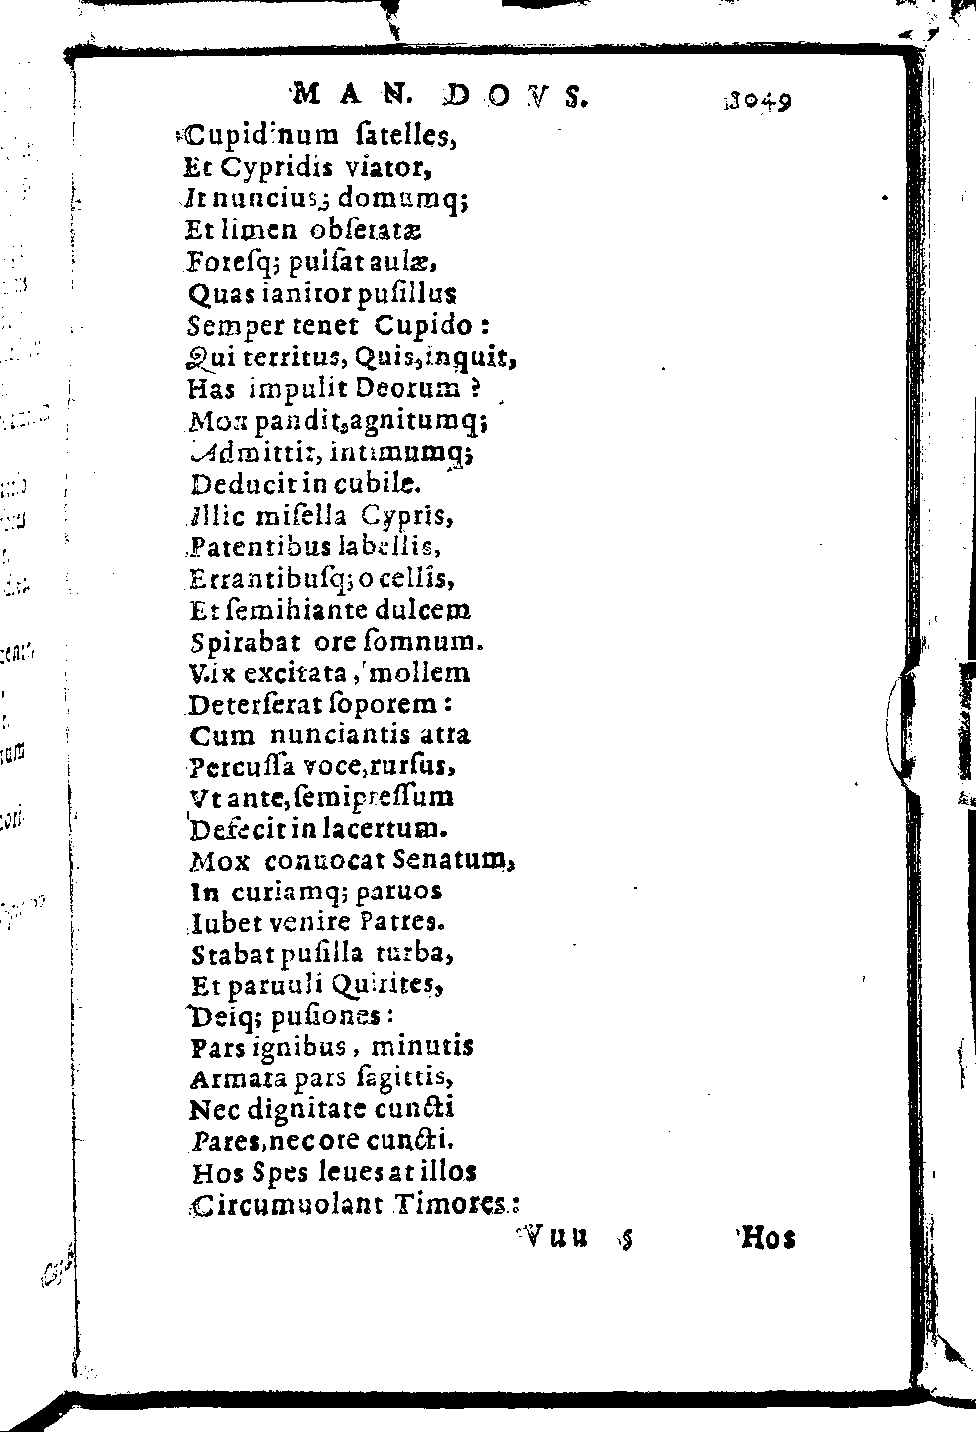 MAN. DOVS. 1049
Cupidinum ſatelles,
Et Cypridis viator,
It nuncius; domumq;
Et limen obſeratæ
Foreſq; pulſat aulæ,
Quas ianitor puſillus
Semper tenet Cupido:
Qui territus, Quis, inquit,
Has impulit Deorum?
Mox pandit, agnitumq;
Admittit, intimumq;
Deducit in cubile.
Illic miſella Cypris,
Patentibus labellis,
Errantibuſq; ocellis,
Et ſemihiante dulcem
Spirabat ore ſomnum.
Vix excitata, mollem
Deterſerat ſoporem:
Cum nunciantis atra
Percuſſa voce, rurſus,
Vt ante, ſemipreſſum
Defecit in lacertum.
Mox conuocat Senatum,
In curiamq; paruos
Iubet venire Patres.
Stabat puſilla turba,
Et paruuli Quirites,
Deiq; puſiones:
Pars ignibus, minutis
Armata pars ſagittis,
Nec dignitate cuncti
Pares, nec ore cuncti.
Hos Spes leues at illos
Circumuolant Timores:
Vuu 5 Hos